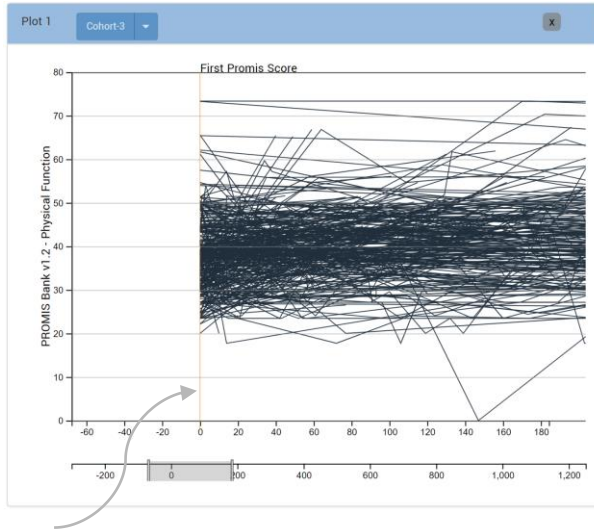 Plot 1
Cohort-3
x
First Promis Score
PROMIS Bank v1.2 - Physical Function
80
70
60
50
40
30
20
10
0
-60 -40 -20 0 20 40 60 80 100 120 140 160 180
-200 0 200 400 600 800 1,000 1,200